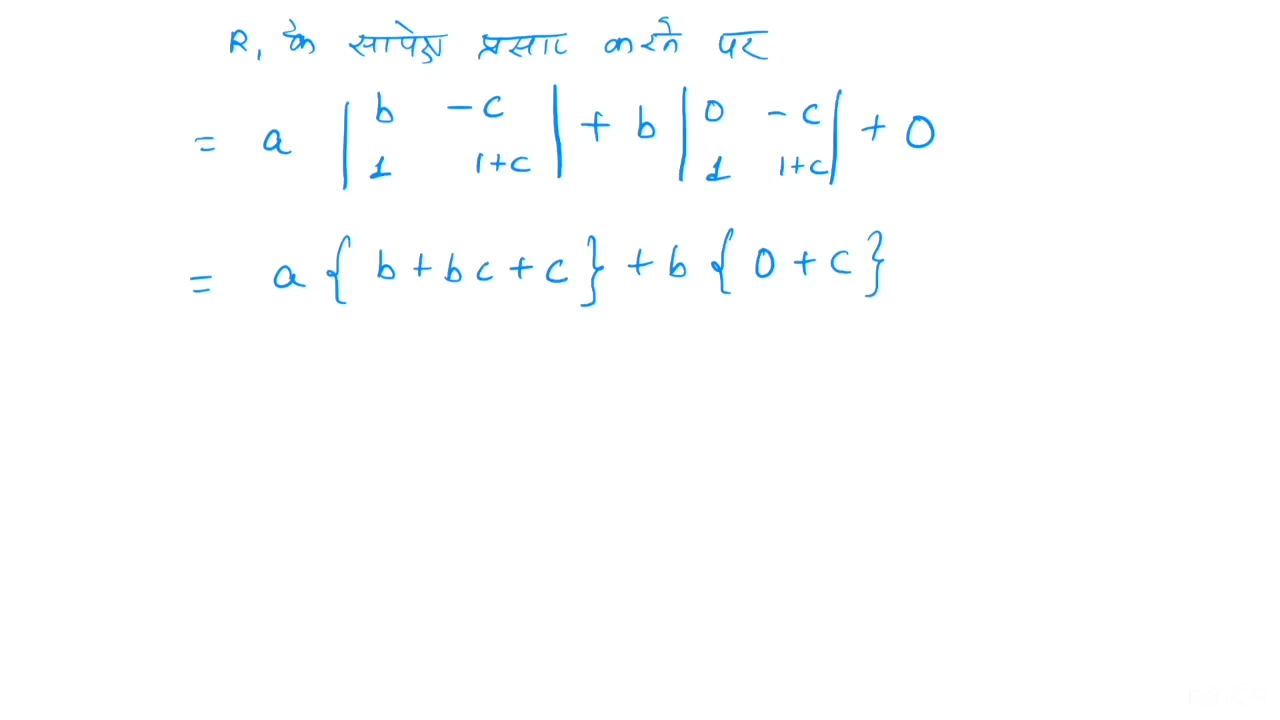 R₁ के सापेक्ष प्रसार करने पर
= a | b -c | + b | 0 -c | + 0
| 1 1+c | | 1 1+c |
= a { b + bc + c } + b { 0 + c }